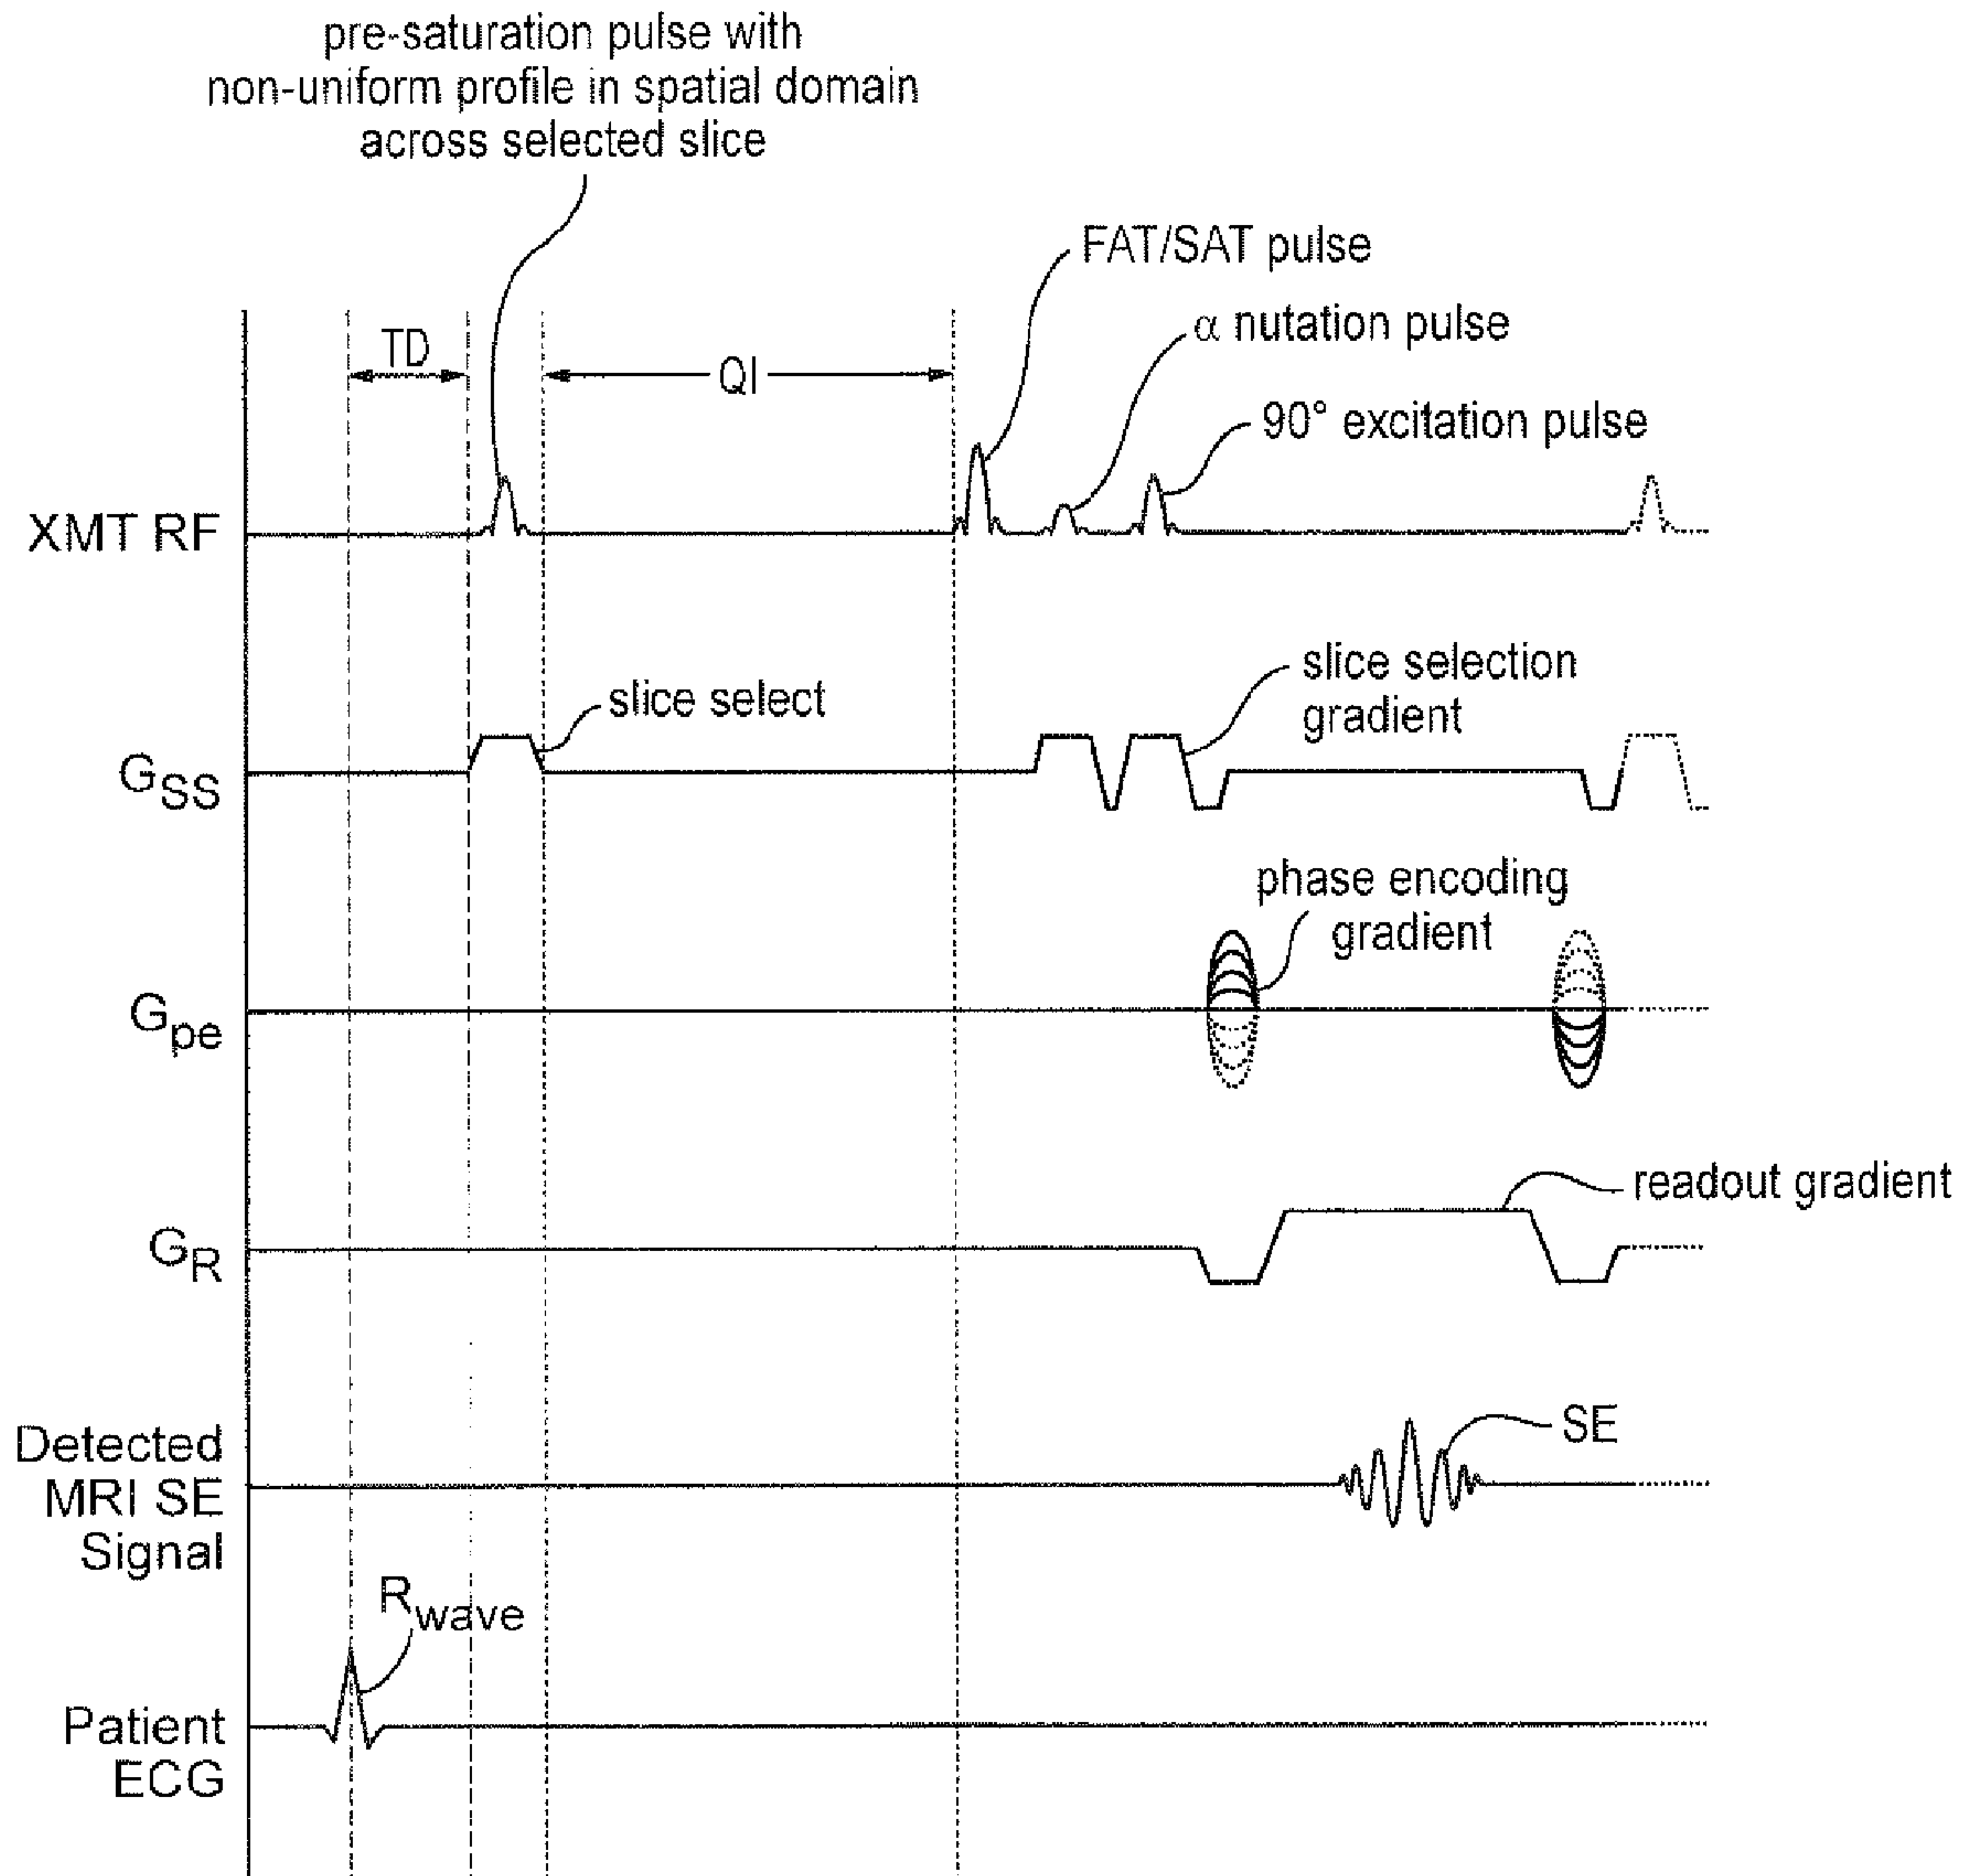 pre-saturation pulse with
non-uniform profile in spatial domain
across selected slice
FAT/SAT pulse
α nutation pulse
90° excitation pulse
TD
QI
XMT RF
slice select
slice selection
gradient
GSS
phase encoding
gradient
Gpe
readout gradient
GR
SE
Detected
MRI SE
Signal
Rwave
Patient
ECG